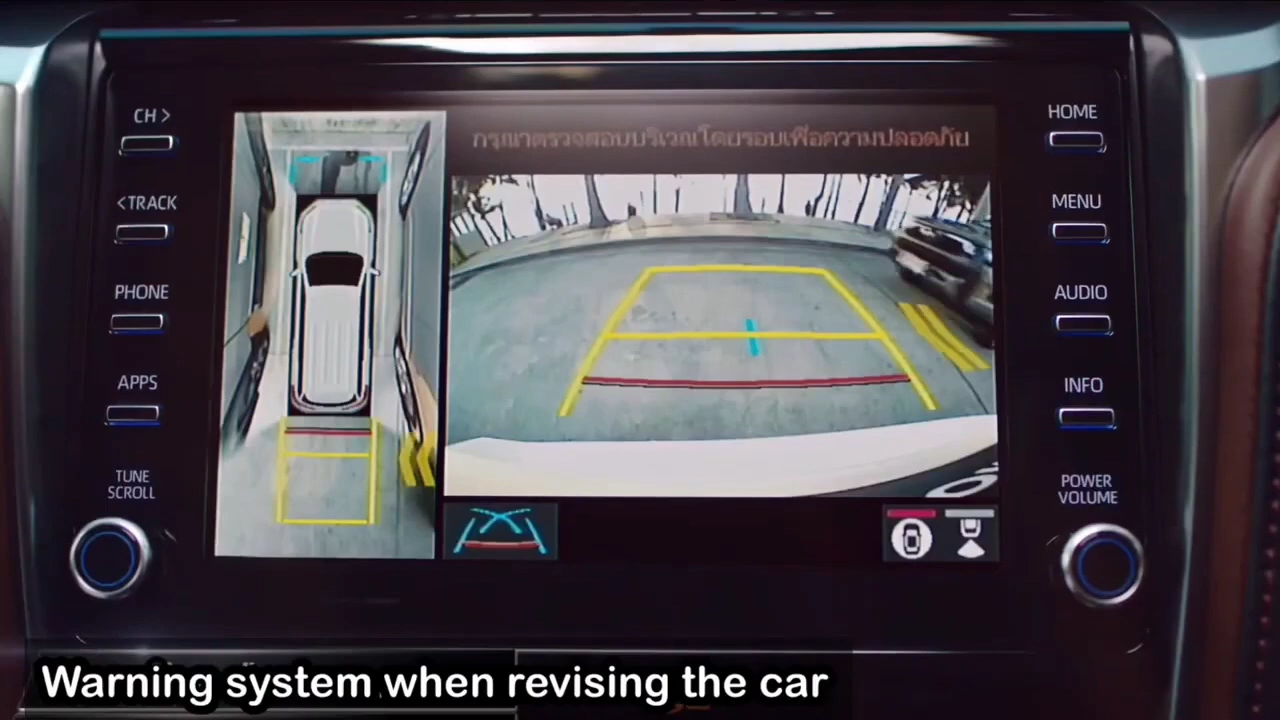 CH >
<TRACK
PHONE
APPS
TUNE
SCROLL
กรุณาตรวจสอบบริเวณโดยรอบเพื่อความปลอดภัย
HOME
MENU
AUDIO
INFO
POWER
VOLUME
Warning system when revising the car